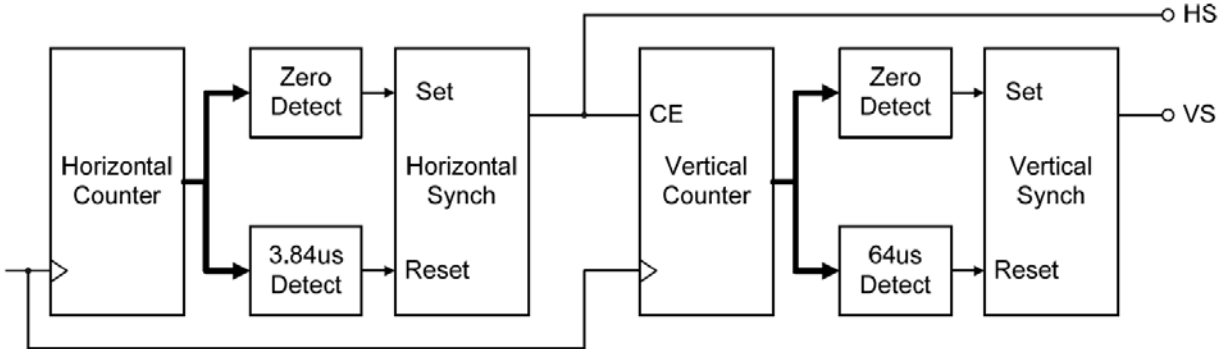 HS
Horizontal
Counter
Zero
Detect
3.84us
Detect
Set
Horizontal
Synch
Reset
CE
Vertical
Counter
Zero
Detect
64us
Detect
Set
Vertical
Synch
Reset
VS